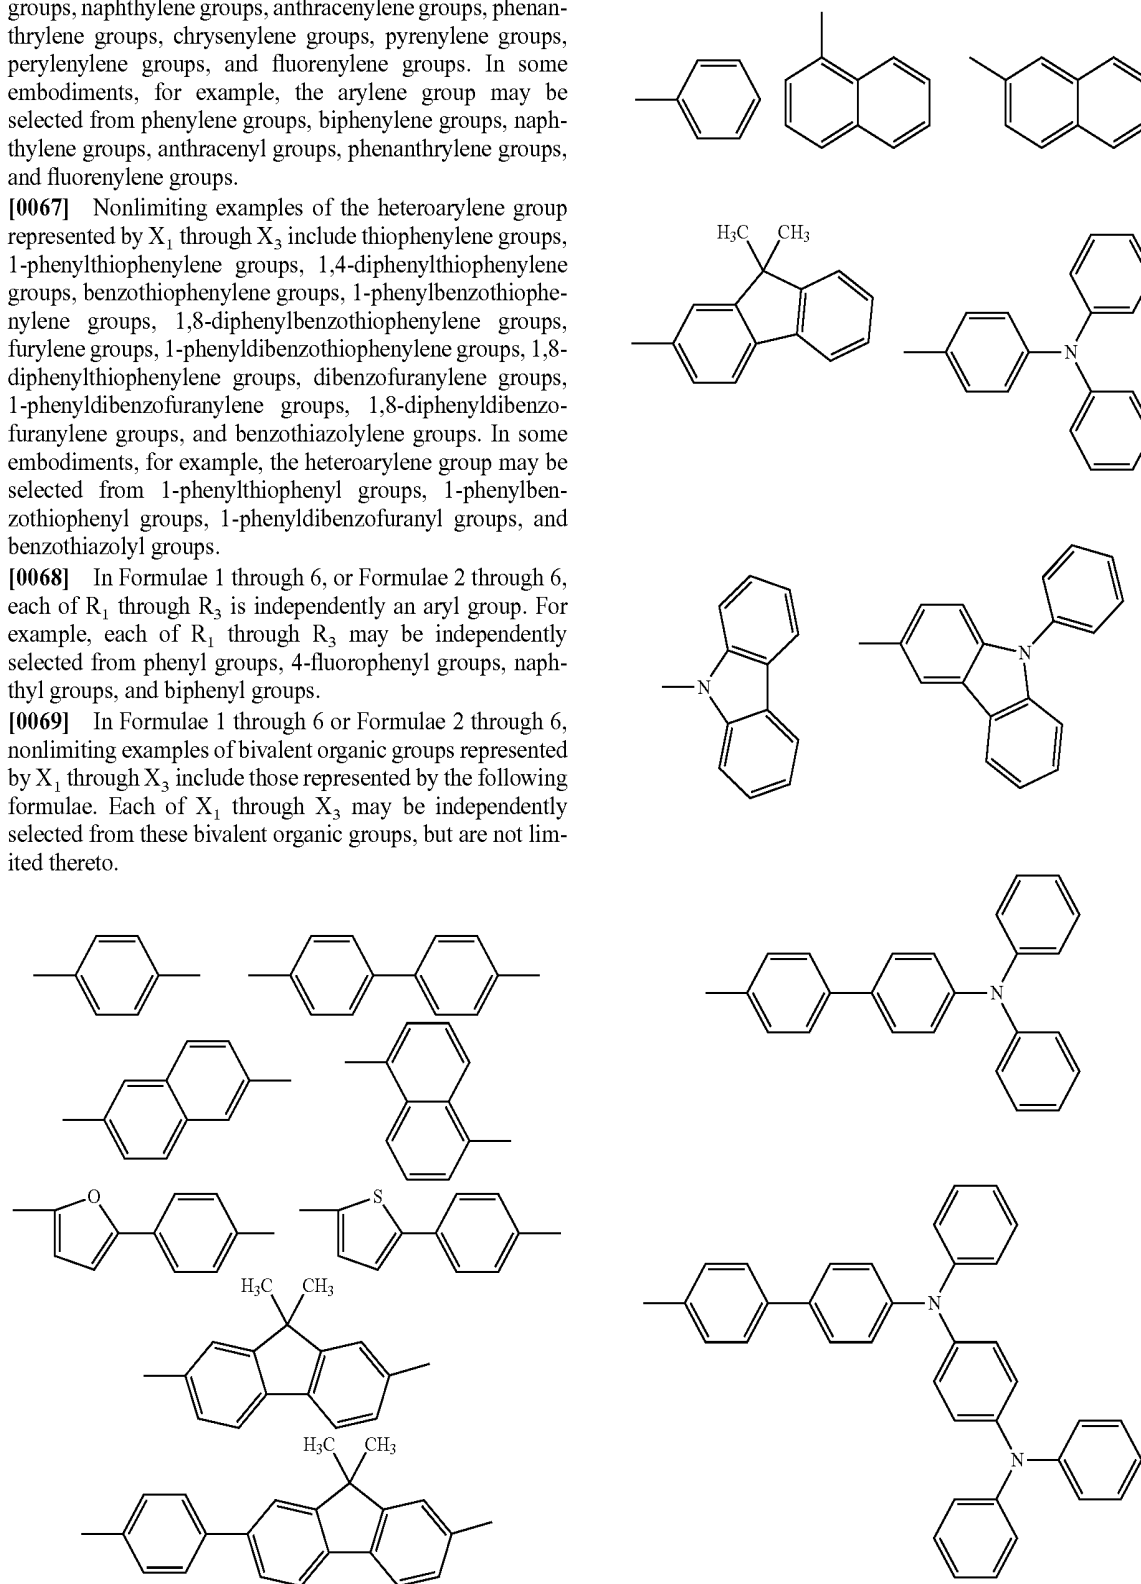 groups, naphthylene groups, anthracenylene groups, phenan-
thrylene groups, chrysenylene groups, pyrenylene groups,
perylenylene groups, and fluorenylene groups. In some
embodiments, for example, the arylene group may be
selected from phenylene groups, biphenylene groups, naph-
thylene groups, anthracenyl groups, phenanthrylene groups,
and fluorenylene groups.
[0067] Nonlimiting examples of the heteroarylene group
represented by X₁ through X₃ include thiophenylene groups,
1-phenylthiophenylene groups, 1,4-diphenylthiophenylene
groups, benzothiophenylene groups, 1-phenylbenzothiophe-
nylene groups, 1,8-diphenylbenzothiophenylene groups,
furylene groups, 1-phenyldibenzothiophenylene groups, 1,8-
diphenylthiophenylene groups, dibenzofuranylene groups,
1-phenyldibenzofuranylene groups, 1,8-diphenyldibenzo-
furanylene groups, and benzothiazolylene groups. In some
embodiments, for example, the heteroarylene group may be
selected from 1-phenylthiophenyl groups, 1-phenylben-
zothiophenyl groups, 1-phenyldibenzofuranyl groups, and
benzothiazolyl groups.
[0068] In Formulae 1 through 6, or Formulae 2 through 6,
each of R₁ through R₃ is independently an aryl group. For
example, each of R₁ through R₃ may be independently
selected from phenyl groups, 4-fluorophenyl groups, naph-
thyl groups, and biphenyl groups.
[0069] In Formulae 1 through 6 or Formulae 2 through 6,
nonlimiting examples of bivalent organic groups represented
by X₁ through X₃ include those represented by the following
formulae. Each of X₁ through X₃ may be independently
selected from these bivalent organic groups, but are not lim-
ited thereto.
O
S
H₃C CH₃
H₃C CH₃
H₃C CH₃
N
N
N
N
N
N